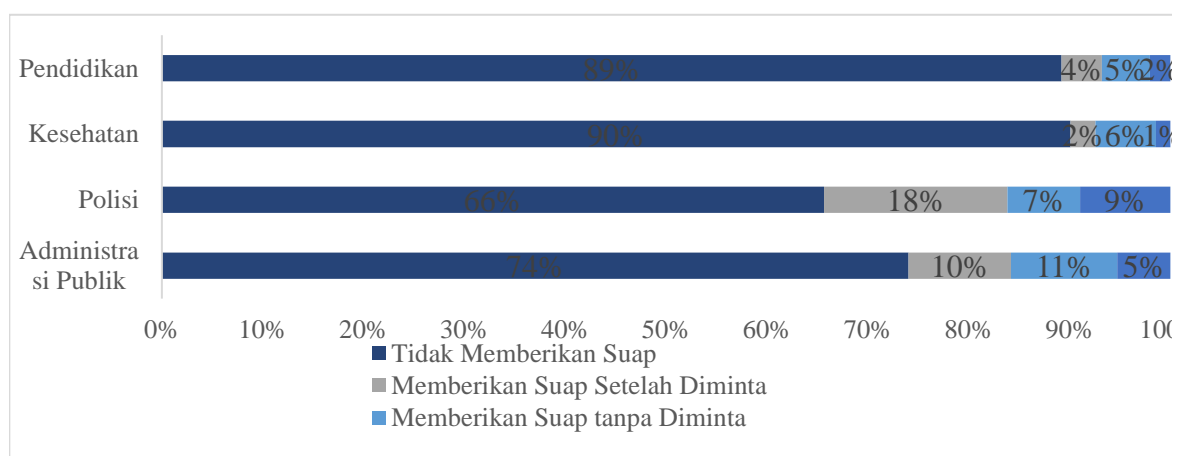 Pendidikan 89% 4% 5% 2%
Kesehatan 90% 2% 6% 1%
Polisi 66% 18% 7% 9%
Administra
si Publik 74% 10% 11% 5%
0% 10% 20% 30% 40% 50% 60% 70% 80% 90% 100
Tidak Memberikan Suap
Memberikan Suap Setelah Diminta
Memberikan Suap tanpa Diminta